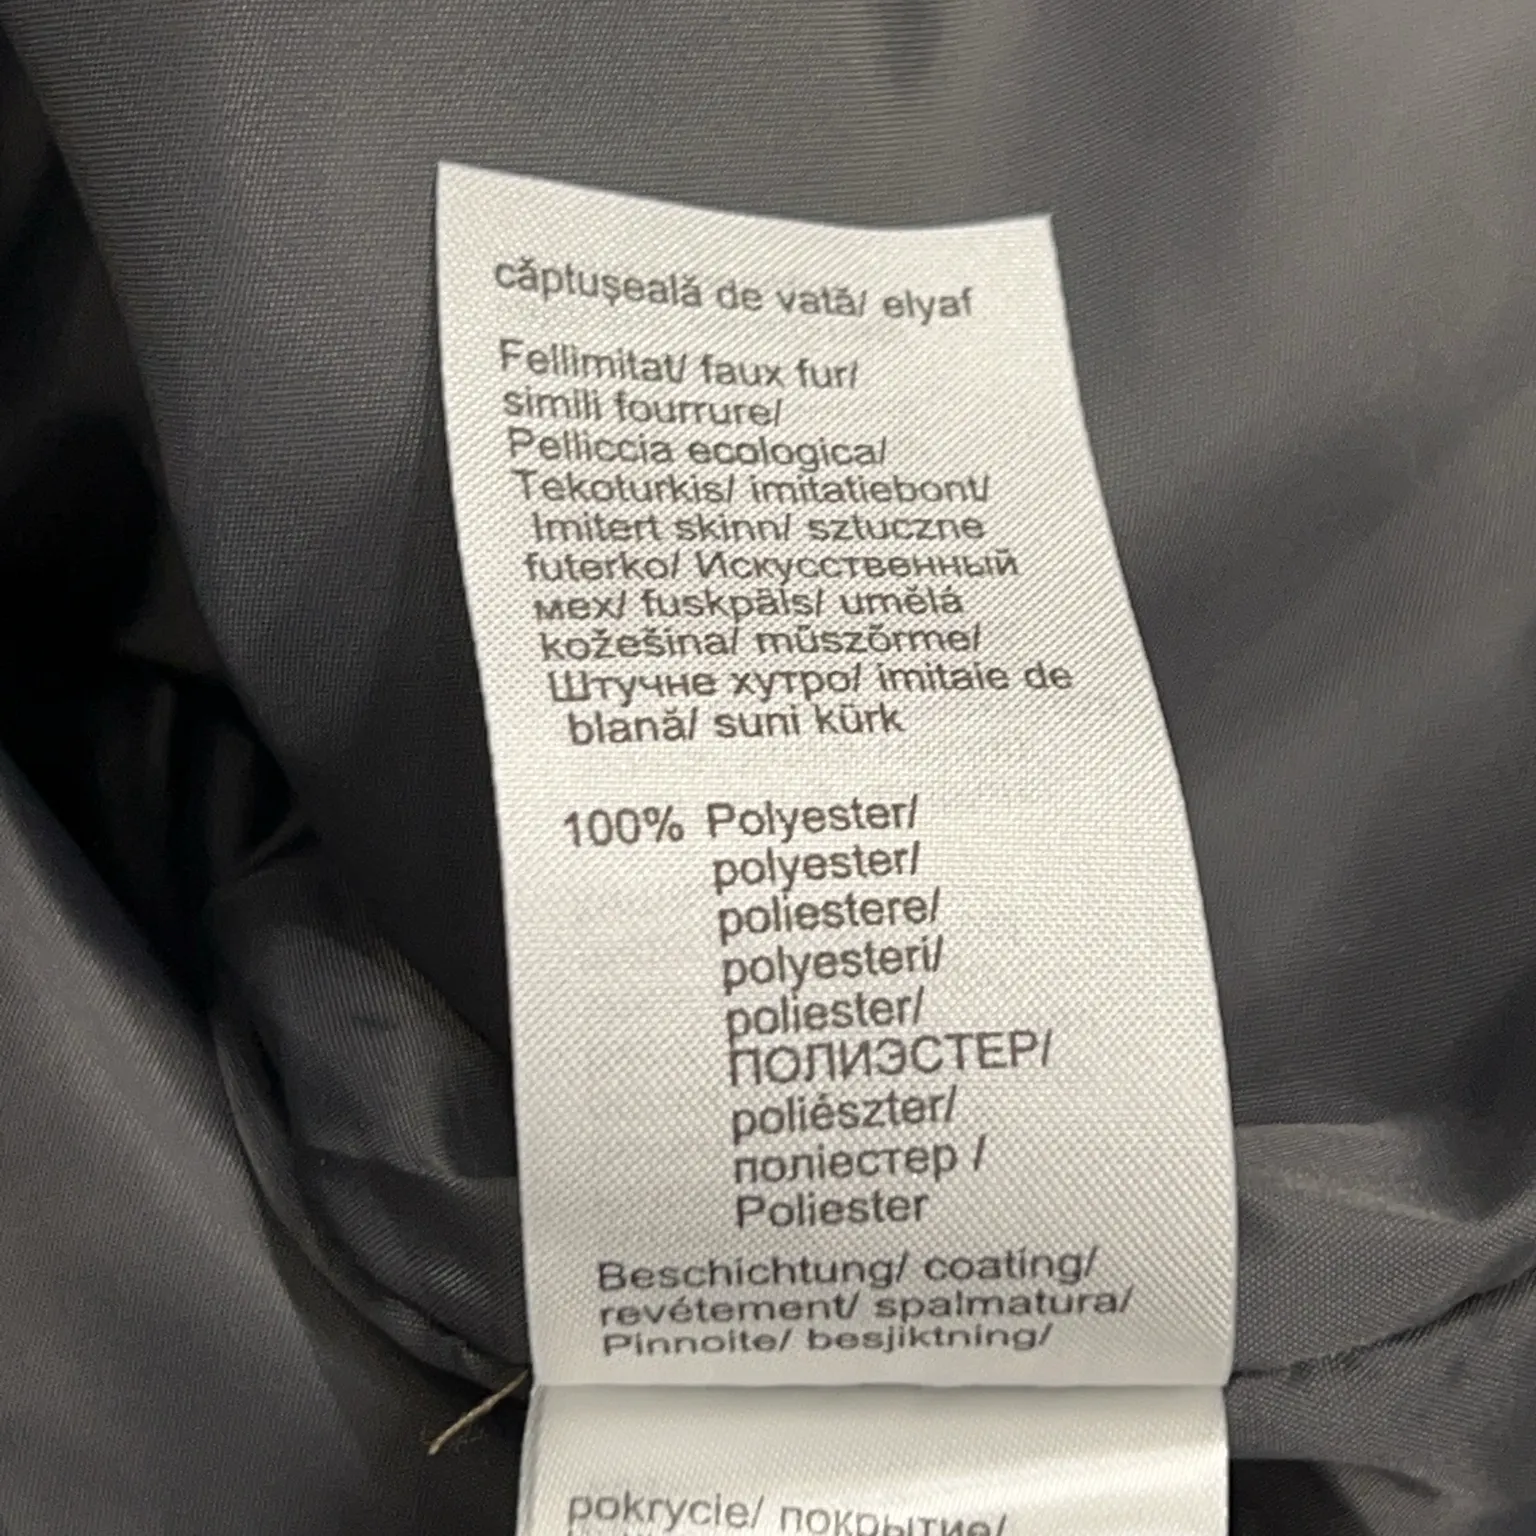 căptușeală de vată/ elyaf
Fellimitat/ faux fur/
simili fourrure/
Pelliccia ecologica/
Tekoturkis/ imitatiebont/
Imitert skinn/ sztuczne
futerko/ Искусственный
мех/ fuskpäls/ umělá
kožešina/ műszőrme/
Штучне хутро/ imitaie de
blană/ suni kürk
100% Polyester/
polyester/
poliestere/
polyesteri/
poliester/
ПОЛИЭСТЕР/
poliészter/
поліестер /
Poliester
Beschichtung/ coating/
revétement/ spalmatura/
Pinnoite/ besjiktning/
pokrycie/ покрытие/